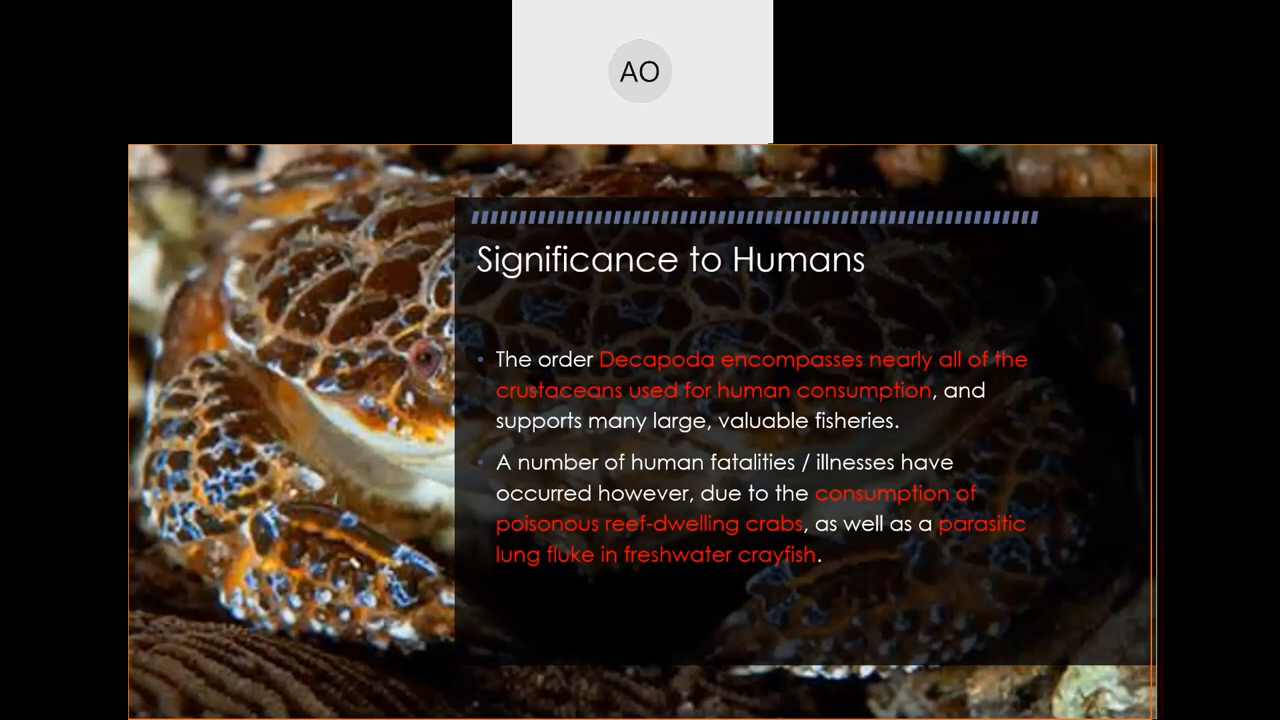 AO
Significance to Humans
• The order Decapoda encompasses nearly all of the
crustaceans used for human consumption, and
supports many large, valuable fisheries.
• A number of human fatalities / illnesses have
occurred however, due to the consumption of
poisonous reef-dwelling crabs, as well as a parasitic
lung fluke in freshwater crayfish.